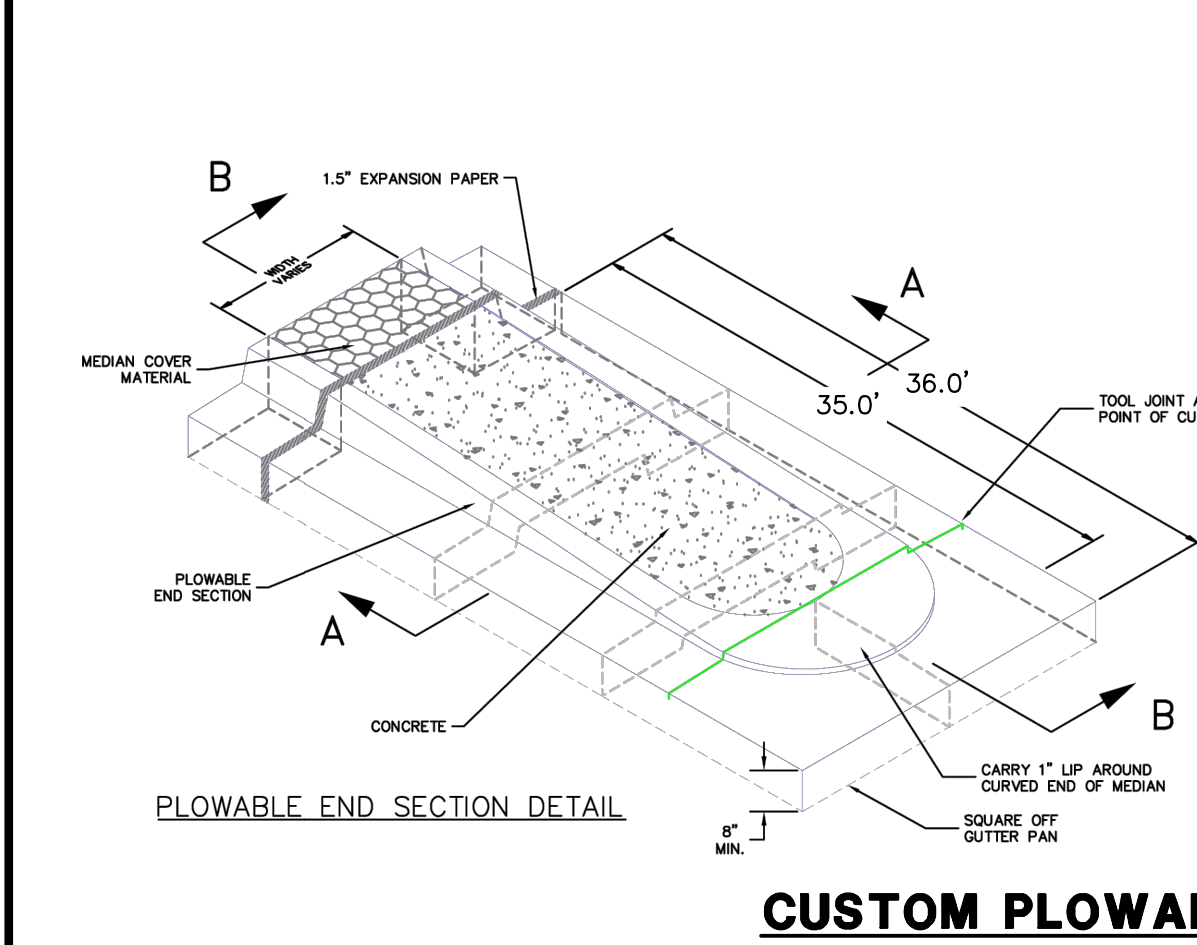 B
1.5" EXPANSION PAPER
WIDTH
VARIES
A
MEDIAN COVER
MATERIAL
36.0'
35.0'
TOOL JOINT
POINT OF
PLOWABLE
END SECTION
A
CONCRETE
B
CARRY 1" LIP AROUND
CURVED END OF MEDIAN
PLOWABLE END SECTION DETAIL
SQUARE OFF
GUTTER PAN
8"
MIN.
CUSTOM